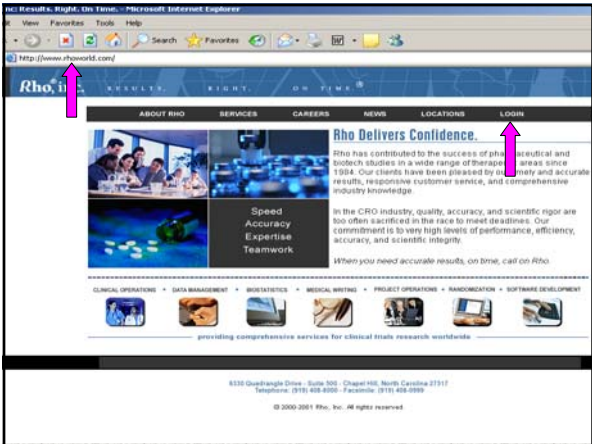 nc: Results. Right. On Time. - Microsoft Internet Explorer
View Favorites Tools Help
Search Favorites
http://www.rhoworld.com/
Rho, inc. RESULTS. RIGHT. ON TIME.®
ABOUT RHO SERVICES CAREERS NEWS LOCATIONS LOGIN
Rho Delivers Confidence.
Rho has contributed to the success of pharmaceutical and
biotech studies in a wide range of therapeutic areas since
1984. Our clients have been pleased by our timely and accurate
results, responsive customer service, and comprehensive
industry knowledge.
In the CRO industry, quality, accuracy, and scientific rigor are
too often sacrificed in the race to meet deadlines. Our
commitment is to very high levels of performance, efficiency,
accuracy, and scientific integrity.
When you need accurate results, on time, call on Rho.
Speed
Accuracy
Expertise
Teamwork
CLINICAL OPERATIONS • DATA MANAGEMENT • BIOSTATISTICS • MEDICAL WRITING • PROJECT OPERATIONS • RANDOMIZATION • SOFTWARE DEVELOPMENT
providing comprehensive services for clinical trials research worldwide
6330 Quadrangle Drive - Suite 500 - Chapel Hill, North Carolina 27517
Telephone: (919) 408-8000 - Facsimile: (919) 408-0999
© 2000-2001 Rho, Inc. All rights reserved